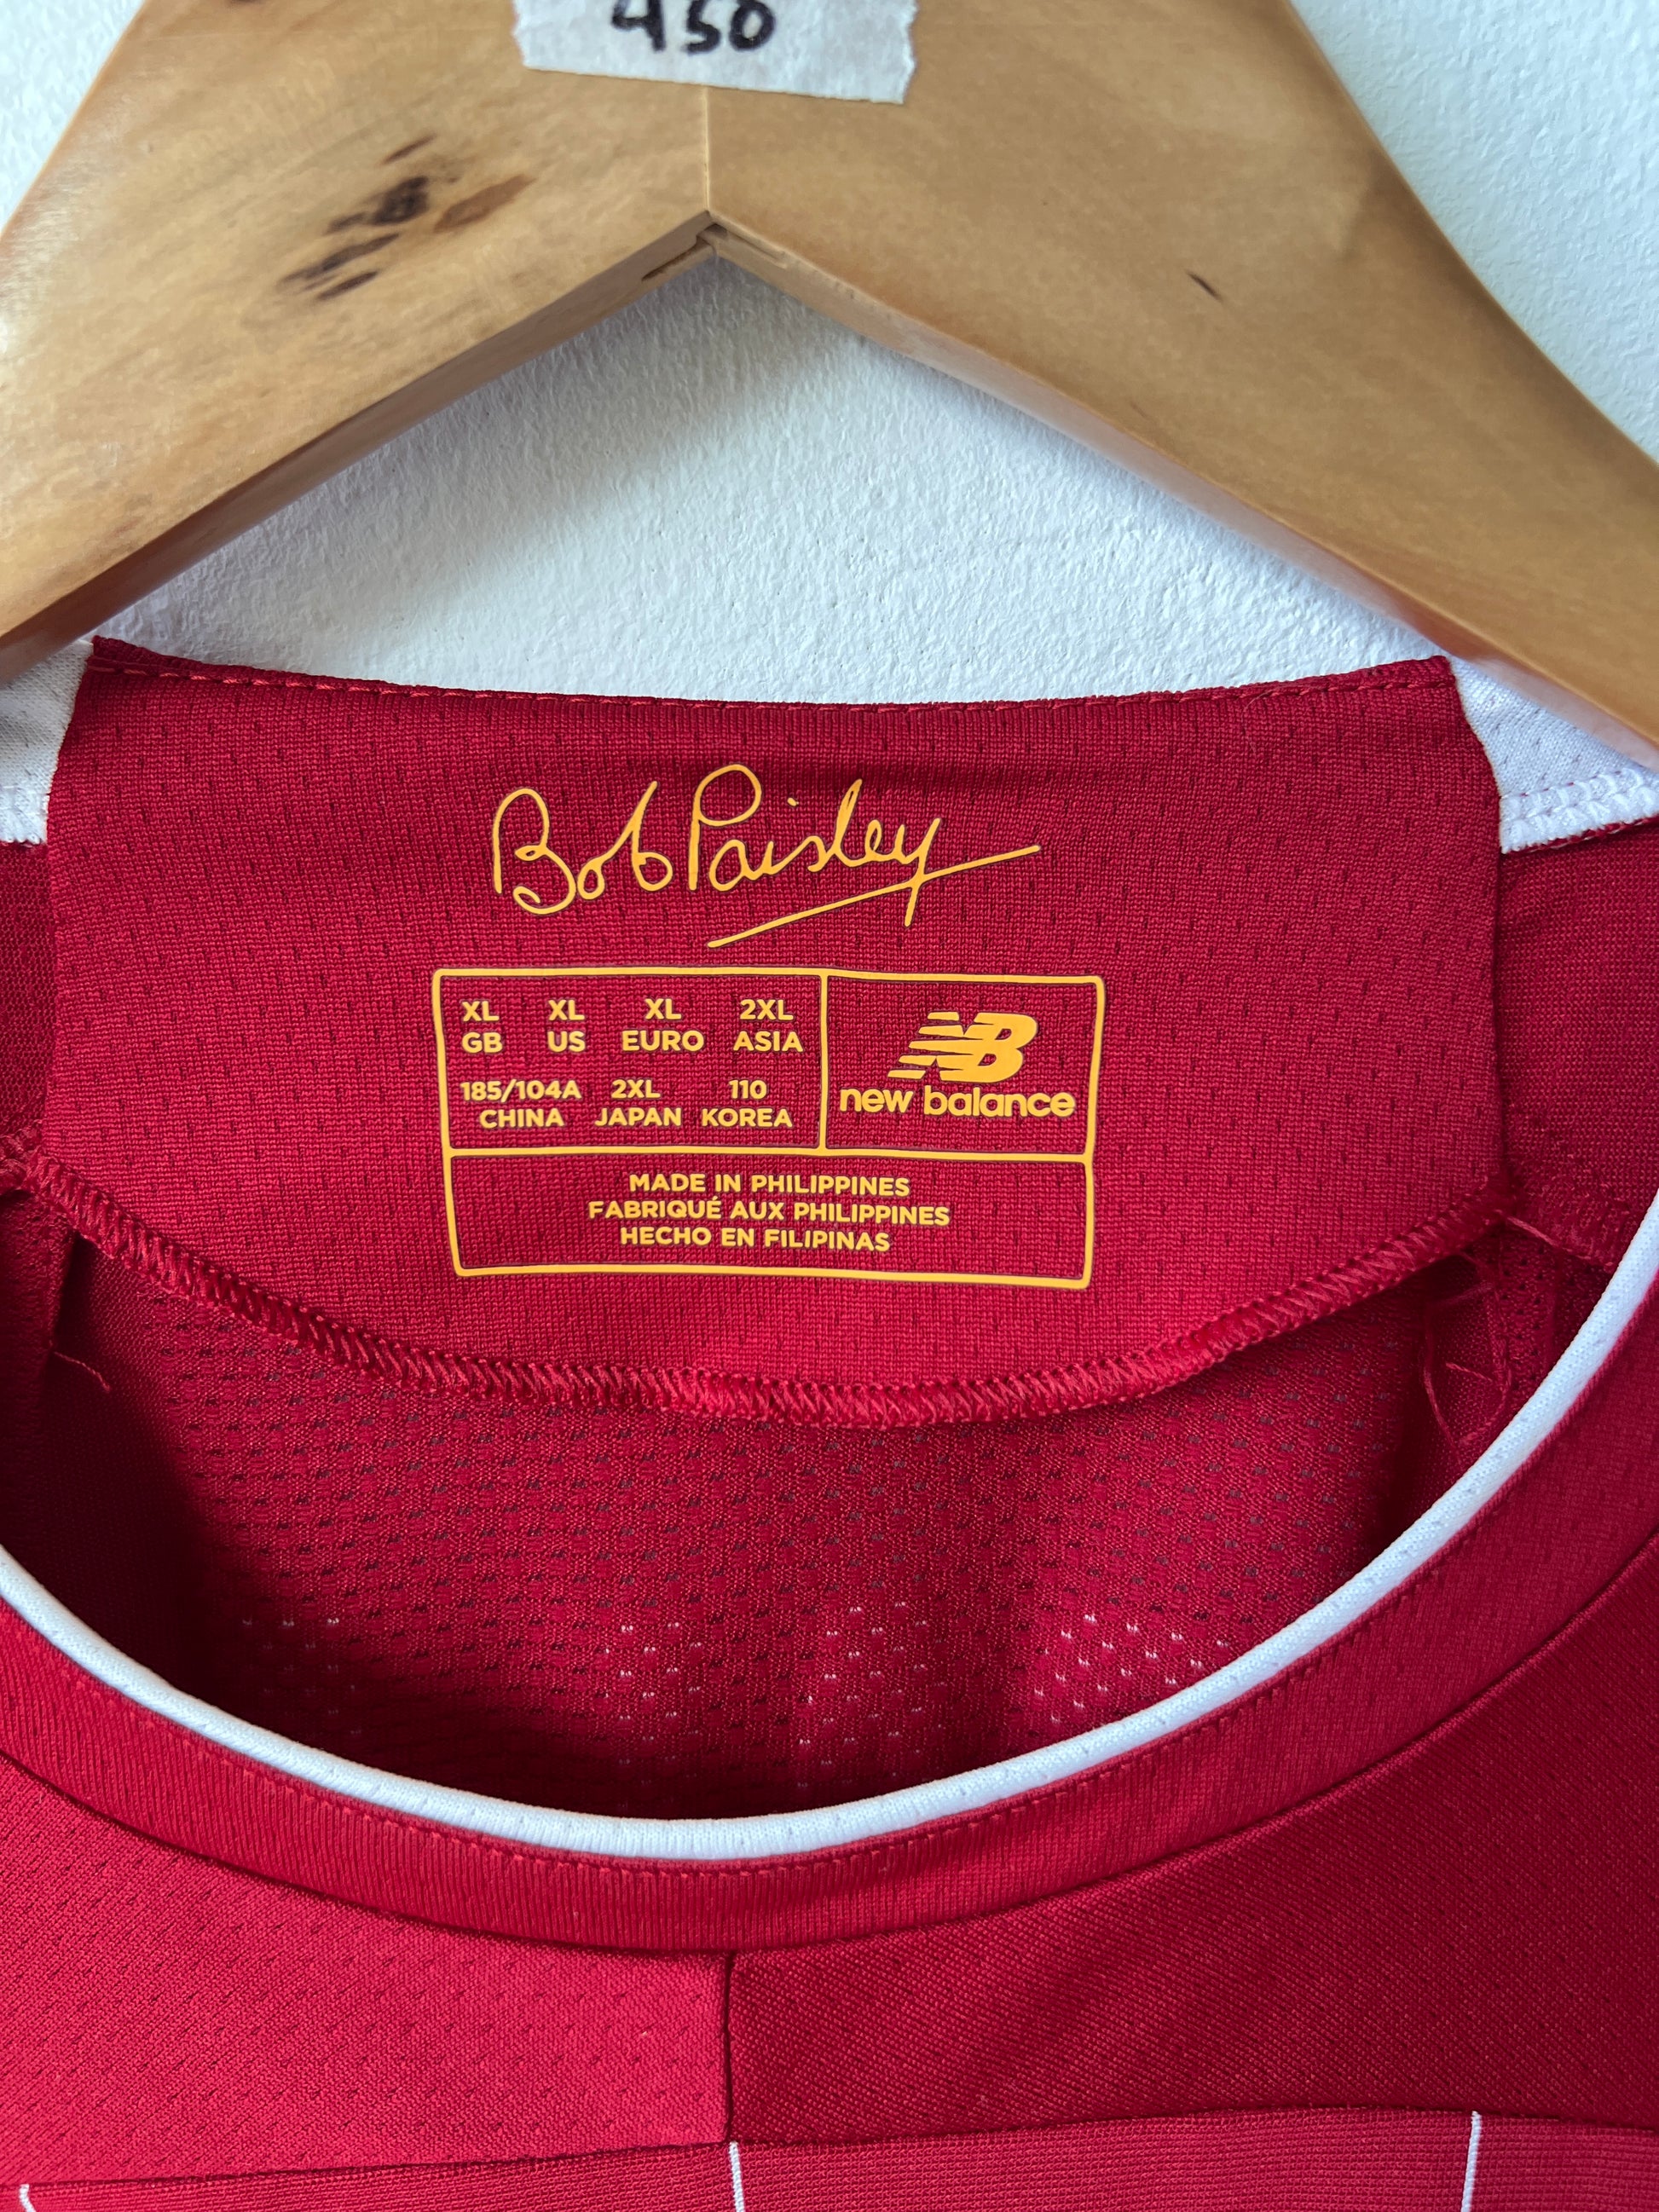 450
Bob Paisley
XL XL XL 2XL
GB US EURO ASIA
185/104A 2XL 110
CHINA JAPAN KOREA
NB
new balance
MADE IN PHILIPPINES
FABRIQUÉ AUX PHILIPPINES
HECHO EN FILIPINAS